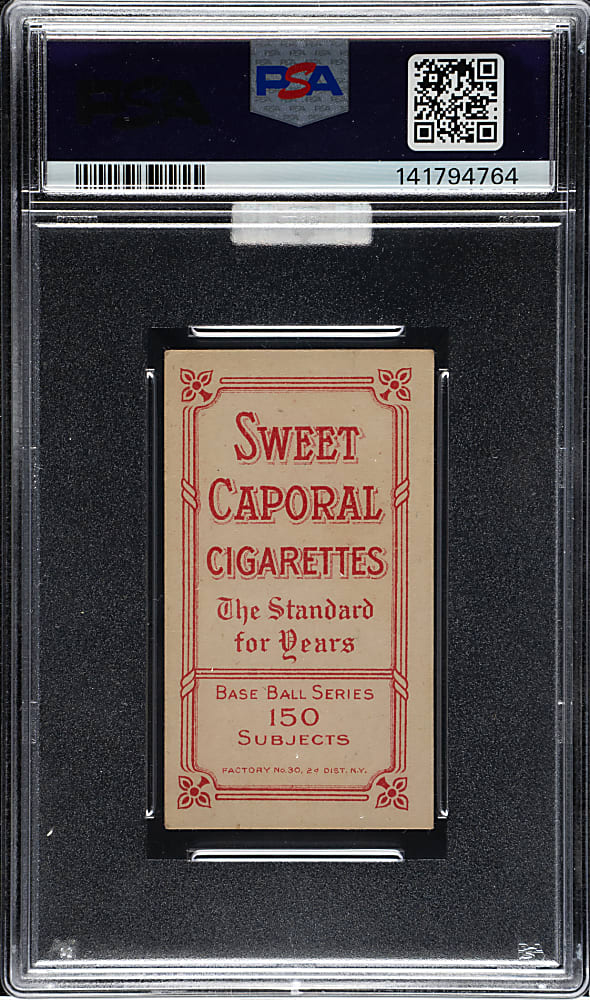 PSA
141794764
SWEET
CAPORAL
CIGARETTES
The Standard
for Years
BASE BALL SERIES
150
SUBJECTS
FACTORY No. 30, 2d DIST. N.Y.